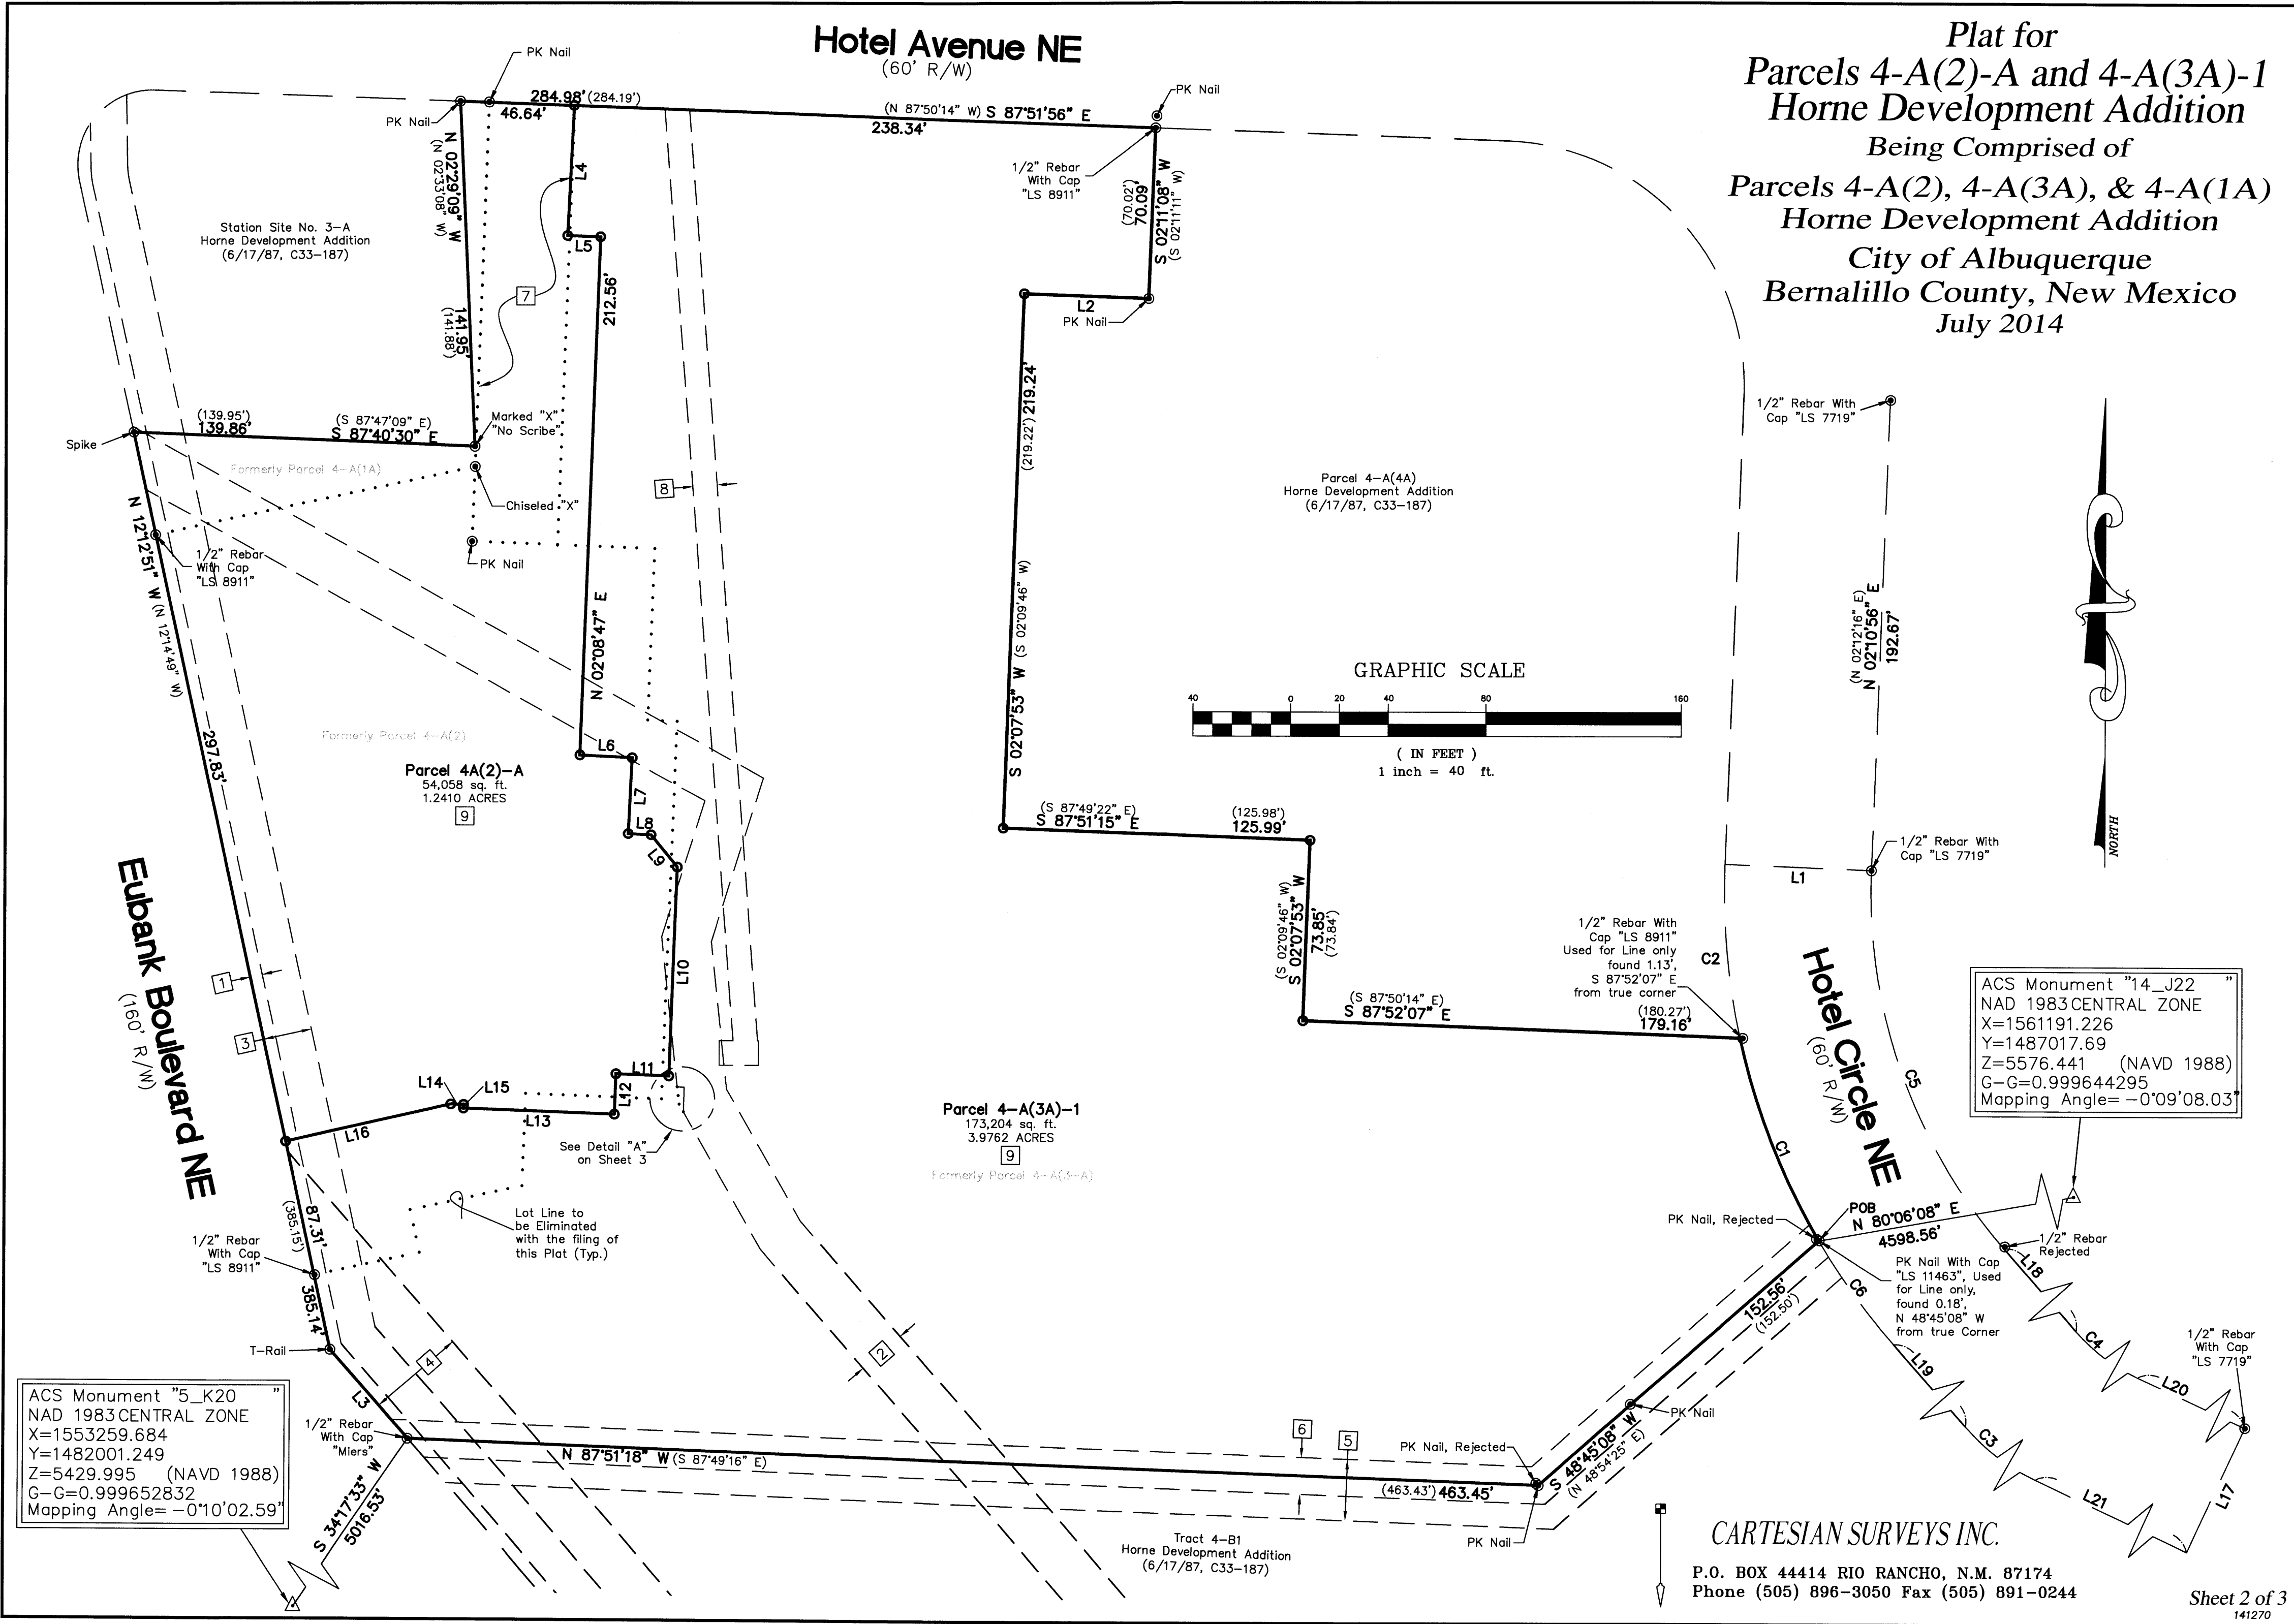 Hotel Avenue NE
(60' R/W)
Plat for
Parcels 4-A(2)-A and 4-A(3A)-1
Horne Development Addition
Being Comprised of
Parcels 4-A(2), 4-A(3A), & 4-A(1A)
Horne Development Addition
City of Albuquerque
Bernalillo County, New Mexico
July 2014
PK Nail
PK Nail
284.98' (284.19')
46.64'
(N 87°50'14" W) S 87°51'56" E
238.34'
PK Nail
1/2" Rebar
With Cap
"LS 8911"
(70.02')
70.09'
S 02°11'08" W
(S 02°11'11" W)
L2
PK Nail
N 02°29'09" W
(N 02°33'08" W)
141.95'
(141.88')
L4
L5
7
212.56'
N 02°08'47" E
Station Site No. 3-A
Horne Development Addition
(6/17/87, C33-187)
(139.95')
139.86'
(S 87°47'09" E)
S 87°40'30" E
Marked "X"
"No Scribe"
Spike
Formerly Parcel 4-A(1A)
Chiseled "X"
PK Nail
1/2" Rebar
With Cap
"LS 8911"
8
N 12°12'51" W (N 12°14'49" W)
297.83'
(219.22') 219.24'
S 02°07'53" W (S 02°09'46" W)
Parcel 4-A(4A)
Horne Development Addition
(6/17/87, C33-187)
1/2" Rebar With
Cap "LS 7719"
(N 02°12'16" E)
N 02°10'56" E
192.67'
NORTH
GRAPHIC SCALE
40 0 20 40 80 160
( IN FEET )
1 inch = 40 ft.
Formerly Parcel 4-A(2)
Parcel 4A(2)-A
54,058 sq. ft.
1.2410 ACRES
9
L6
L7
L8
L9
L10
L11
L12
L13
L14
L15
L16
(S 87°49'22" E)
S 87°51'15" E
(125.98')
125.99'
(S 02°09'46" W)
S 02°07'53" W
73.85'
(73.84')
(S 87°50'14" E)
S 87°52'07" E
(180.27')
179.16'
1/2" Rebar With
Cap "LS 8911"
Used for Line only
found 1.13',
S 87°52'07" E
from true corner
C2
L1
1/2" Rebar With
Cap "LS 7719"
Hotel Circle NE
(60' R/W)
C5
C1
ACS Monument "14_J22 "
NAD 1983 CENTRAL ZONE
X=1561191.226
Y=1487017.69
Z=5576.441 (NAVD 1988)
G-G=0.999644295
Mapping Angle= -0°09'08.03"
Eubank Boulevard NE
(160' R/W)
1
3
See Detail "A"
on Sheet 3
Parcel 4-A(3A)-1
173,204 sq. ft.
3.9762 ACRES
9
Formerly Parcel 4-A(3-A)
Lot Line to
be Eliminated
with the filing of
this Plat (Typ.)
87.31'
(385.15')
1/2" Rebar
With Cap
"LS 8911"
385.14'
T-Rail
L3
4
2
PK Nail, Rejected
POB
N 80°06'08" E
4598.56'
1/2" Rebar
Rejected
L18
PK Nail With Cap
"LS 11463", Used
for Line only,
found 0.18',
N 48°45'08" W
from true Corner
C6
L19
C4
C3
L20
L21
L17
1/2" Rebar
With Cap
"LS 7719"
152.56'
(152.50')
PK Nail
S 48°45'08" W
(N 48°54'25" E)
PK Nail, Rejected
PK Nail
6
5
ACS Monument "5_K20 "
NAD 1983 CENTRAL ZONE
X=1553259.684
Y=1482001.249
Z=5429.995 (NAVD 1988)
G-G=0.999652832
Mapping Angle= -0°10'02.59"
1/2" Rebar
With Cap
"Miers"
S 34°17'33" W
5016.53'
N 87°51'18" W (S 87°49'16" E)
(463.43') 463.45'
Tract 4-B1
Horne Development Addition
(6/17/87, C33-187)
CARTESIAN SURVEYS INC.
P.O. BOX 44414 RIO RANCHO, N.M. 87174
Phone (505) 896-3050 Fax (505) 891-0244
Sheet 2 of 3
141270